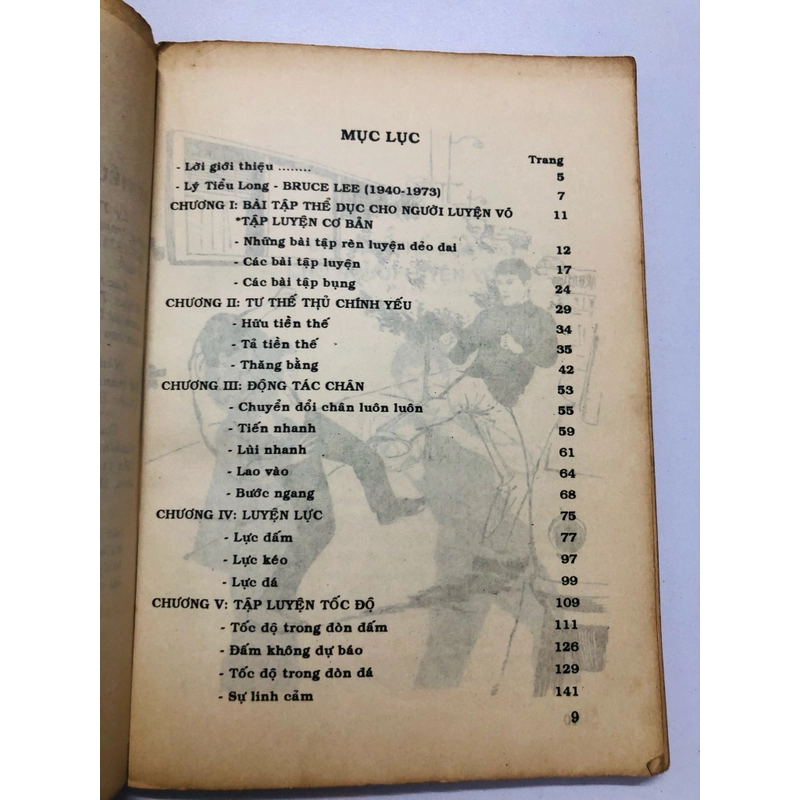 MỤC LỤC
Trang
- Lời giới thiệu ........ 5
- Lý Tiểu Long - BRUCE LEE (1940-1973) 7
CHƯƠNG I: BÀI TẬP THỂ DỤC CHO NGƯỜI LUYỆN VÕ 11
*TẬP LUYỆN CƠ BẢN
- Những bài tập rèn luyện dẻo dai 12
- Các bài tập luyện 17
- Các bài tập bụng 24
CHƯƠNG II: TƯ THẾ THỦ CHÍNH YẾU 29
- Hữu tiền thế 34
- Tả tiền thế 35
- Thăng bằng 42
CHƯƠNG III: ĐỘNG TÁC CHÂN 53
- Chuyển đổi chân luôn luôn 55
- Tiến nhanh 59
- Lùi nhanh 61
- Lao vào 64
- Bước ngang 68
CHƯƠNG IV: LUYỆN LỰC 75
- Lực đấm 77
- Lực kéo 97
- Lực đá 99
CHƯƠNG V: TẬP LUYỆN TỐC ĐỘ 109
- Tốc độ trong đòn đấm 111
- Đấm không dự báo 126
- Tốc độ trong đòn đá 129
- Sự linh cảm 141
9